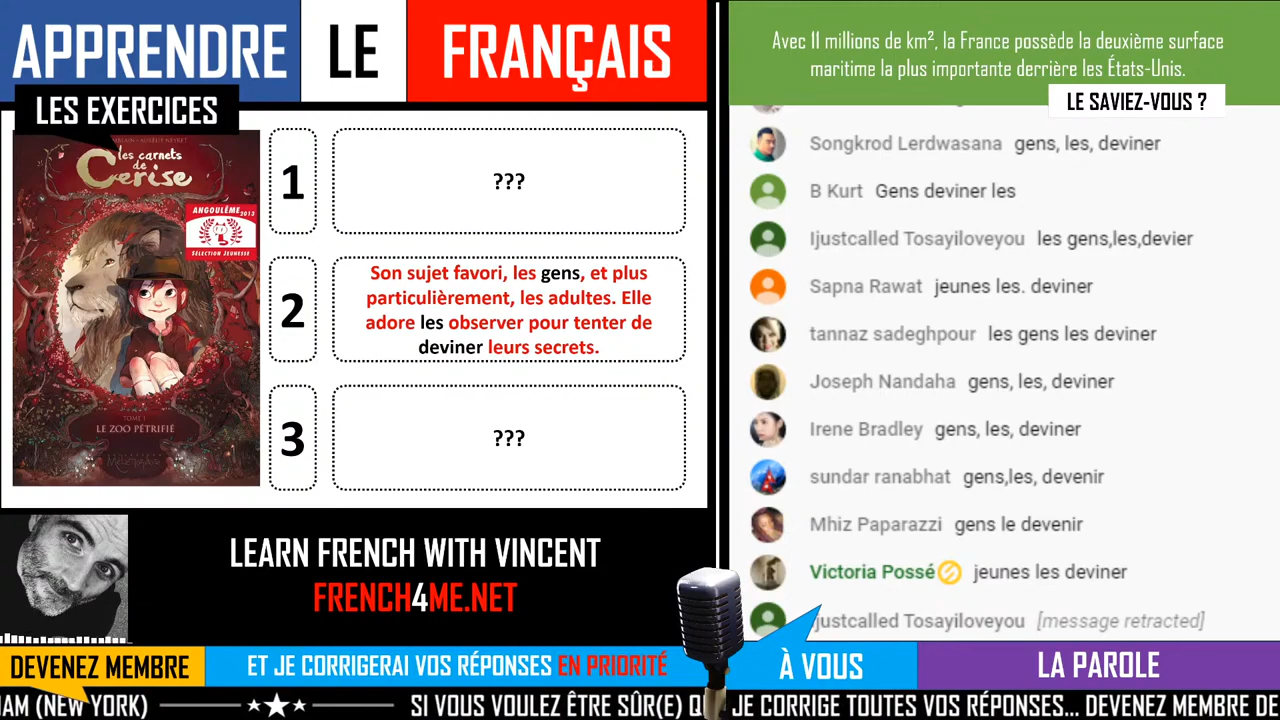 APPRENDRE LE FRANÇAIS
LES EXERCICES
les carnets
de
Cerise
ANGOULÊME 2013
SÉLECTION JEUNESSE
TOME 1
LE ZOO PÉTRIFIÉ
1
???
2
Son sujet favori, les gens, et plus
particulièrement, les adultes. Elle
adore les observer pour tenter de
deviner leurs secrets.
3
???
LEARN FRENCH WITH VINCENT
FRENCH4ME.NET
Avec 11 millions de km², la France possède la deuxième surface
maritime la plus importante derrière les États-Unis.
LE SAVIEZ-VOUS ?
Songkrod Lerdwasana gens, les, deviner
B Kurt Gens deviner les
Ijustcalled Tosayiloveyou les gens,les,devier
Sapna Rawat jeunes les. deviner
tannaz sadeghpour les gens les deviner
Joseph Nandaha gens, les, deviner
Irene Bradley gens, les, deviner
sundar ranabhat gens,les, devenir
Mhiz Paparazzi gens le devenir
Victoria Possé jeunes les deviner
justcalled Tosayiloveyou [message retracted]
DEVENEZ MEMBRE
ET JE CORRIGERAI VOS RÉPONSES EN PRIORITÉ
À VOUS
LA PAROLE
IAM (NEW YORK) SI VOUS VOULEZ ÊTRE SÛR(E) Q JE CORRIGE TOUTES VOS RÉPONSES... DEVENEZ MEMBRE DE